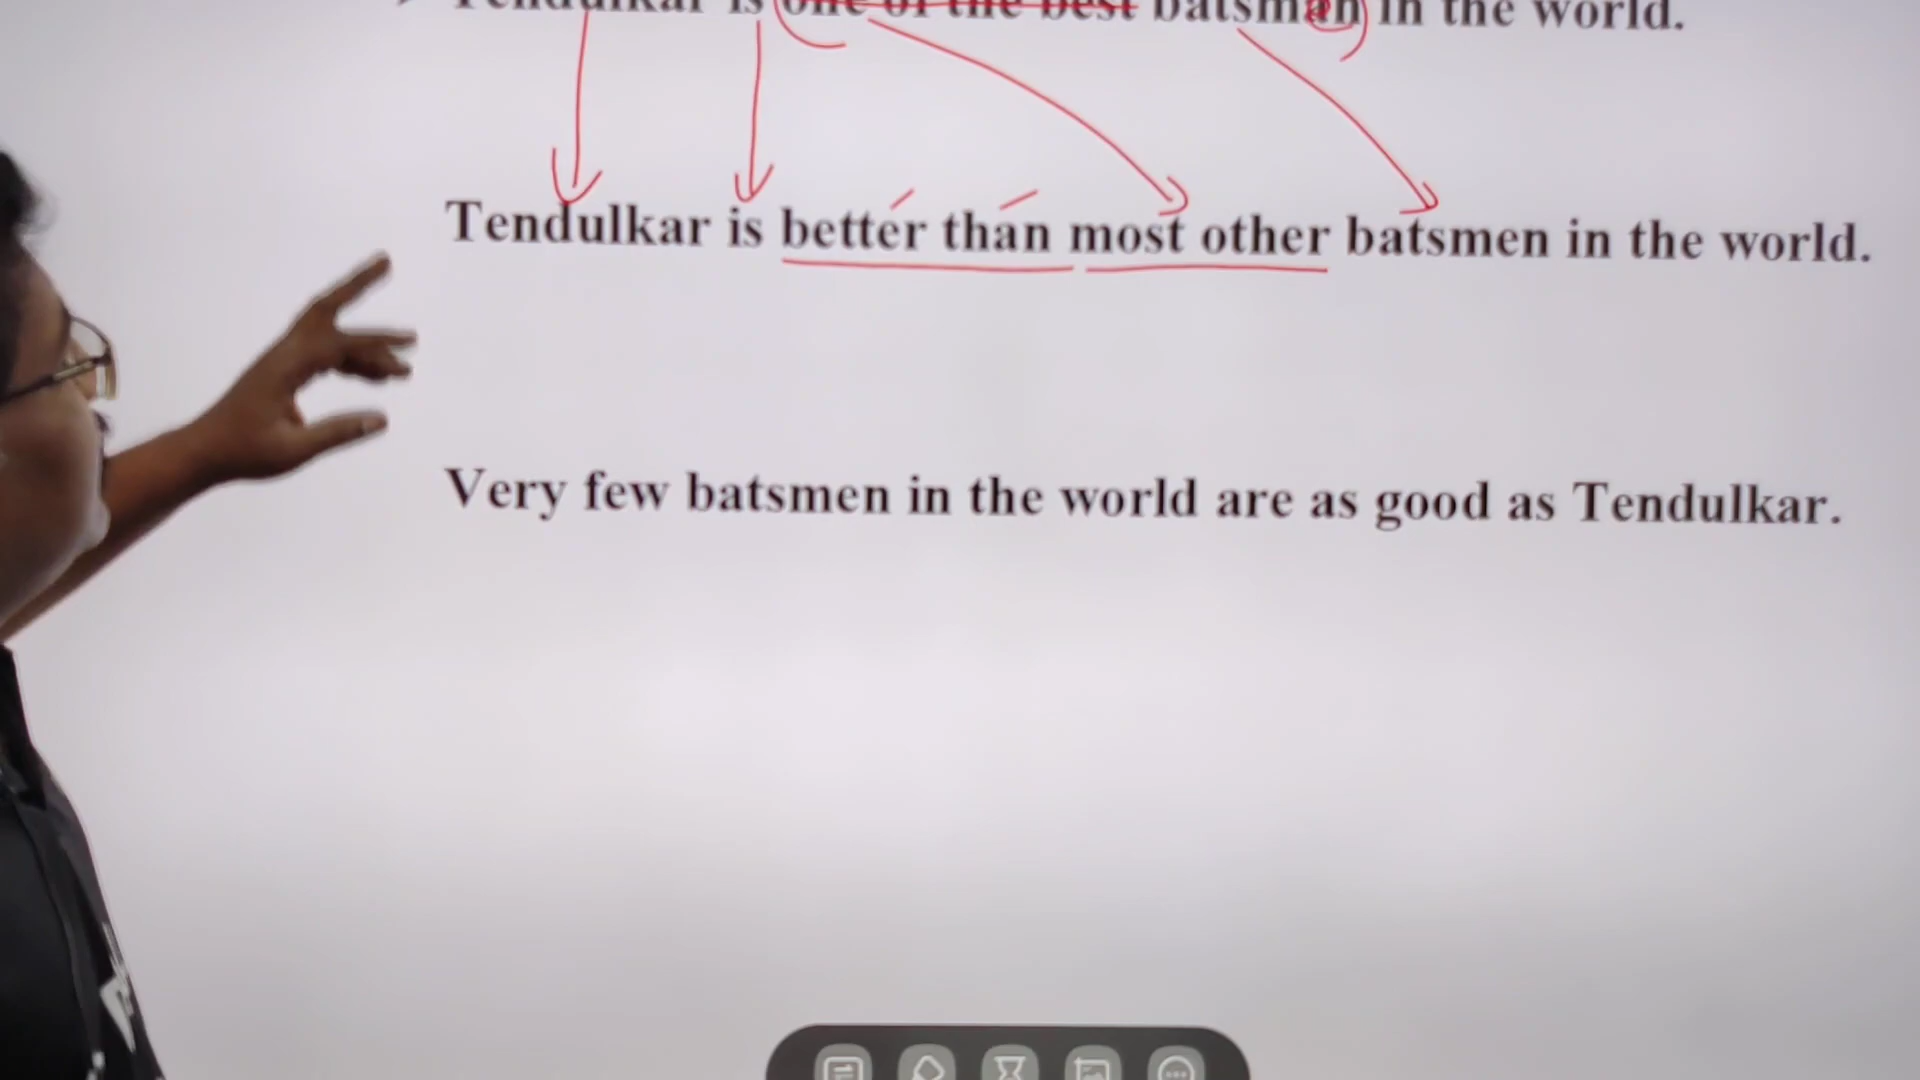 Tendulkar is one of the best batsman in the world.
Tendulkar is better than most other batsmen in the world.
Very few batsmen in the world are as good as Tendulkar.